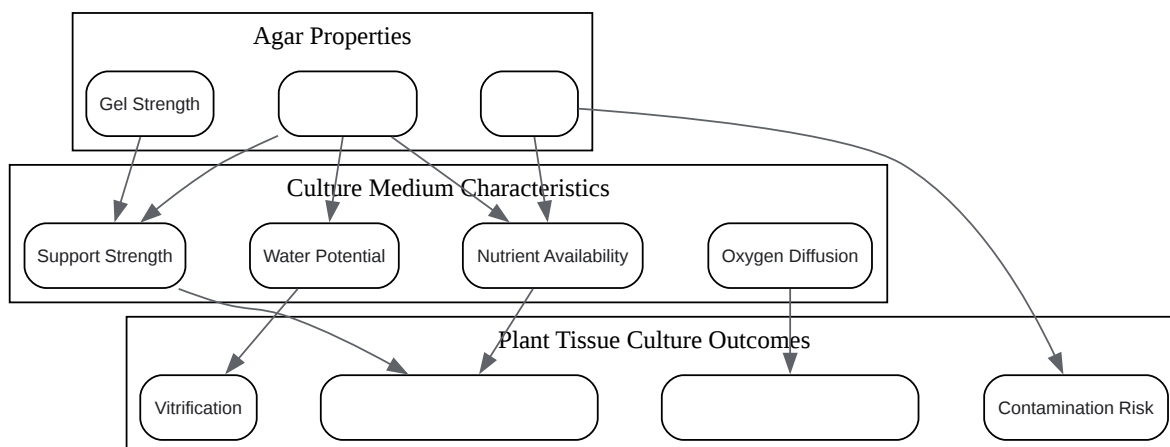 Agar Properties
Gel Strength
Culture Medium Characteristics
Support Strength
Water Potential
Nutrient Availability
Oxygen Diffusion
Plant Tissue Culture Outcomes
Vitrification
Contamination Risk